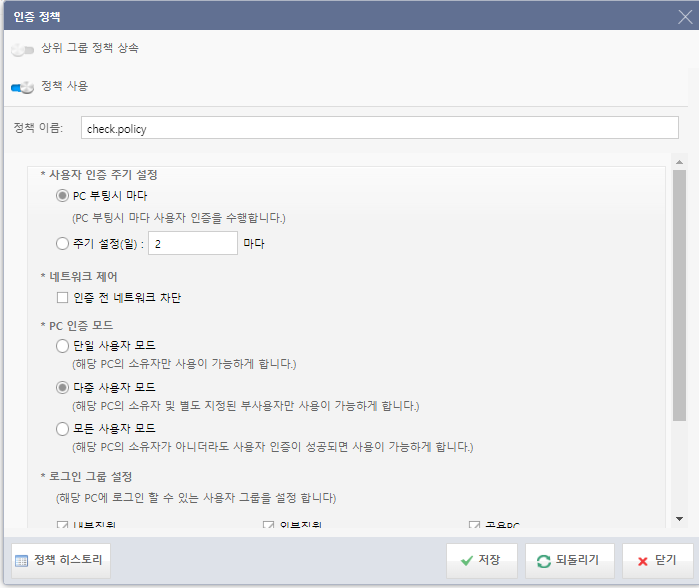 인증 정책
상위 그룹 정책 상속
정책 사용
정책 이름: check.policy
* 사용자 인증 주기 설정
PC 부팅시 마다
(PC 부팅시 마다 사용자 인증을 수행합니다.)
주기 설정(일) : 2 마다
* 네트워크 제어
인증 전 네트워크 차단
* PC 인증 모드
단일 사용자 모드
(해당 PC의 소유자만 사용이 가능하게 합니다.)
다중 사용자 모드
(해당 PC의 소유자 및 별도 지정된 부사용자만 사용이 가능하게 합니다.)
모든 사용자 모드
(해당 PC의 소유자가 아니더라도 사용자 인증이 성공되면 사용이 가능하게 합니다.)
* 로그인 그룹 설정
(해당 PC에 로그인 할 수 있는 사용자 그룹을 설정 합니다)
내부직원 외부직원 공용PC
정책 히스토리 저장 되돌리기 닫기